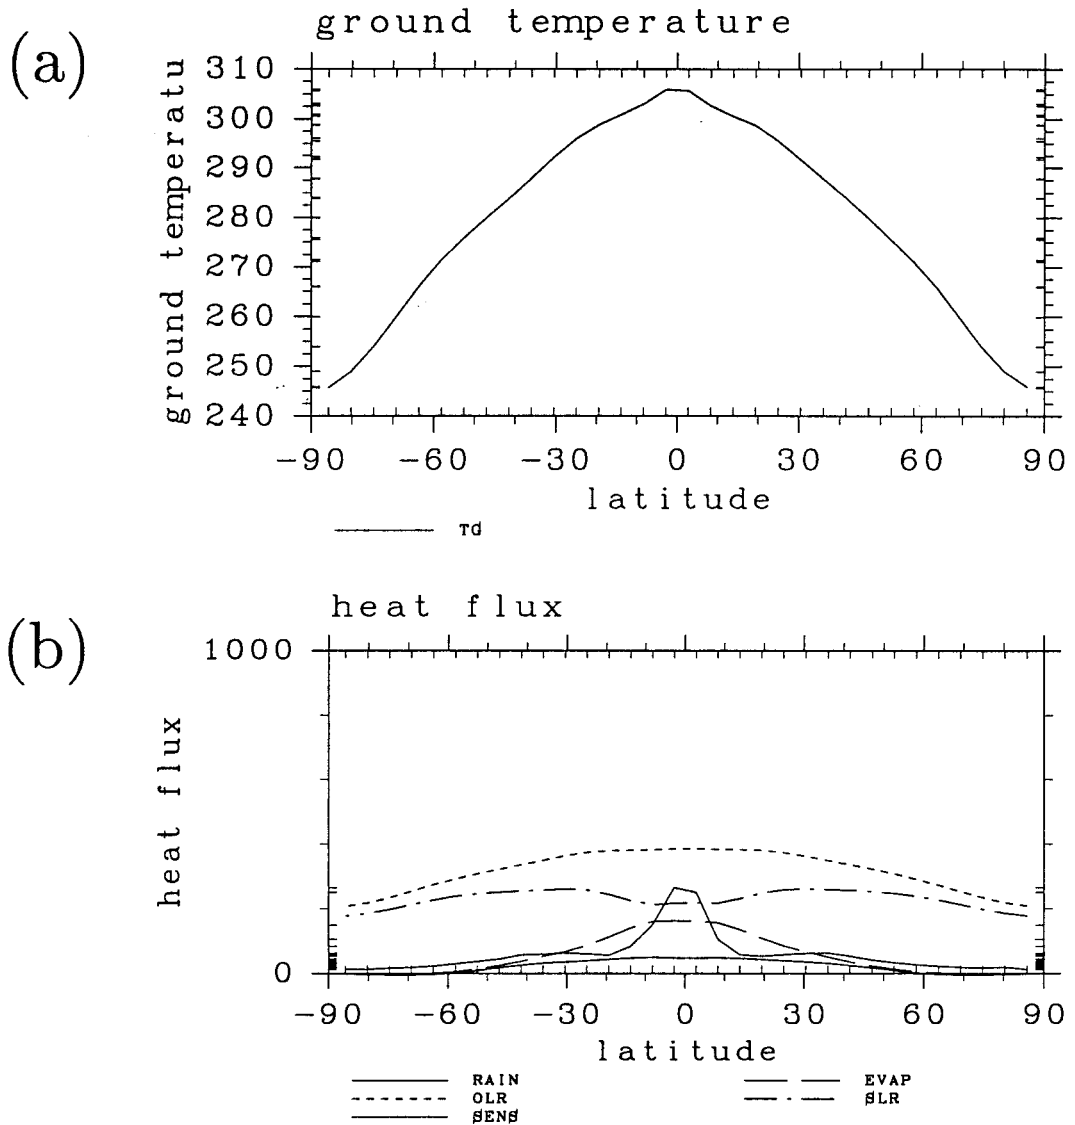 (a)
ground temperature
ground temperatu
310
300
290
280
270
260
250
240
-90 -60 -30 0 30 60 90
latitude
TG
(b)
heat flux
heat flux
1000
0
-90 -60 -30 0 30 60 90
latitude
RAIN EVAP
OLR SLR
SENS